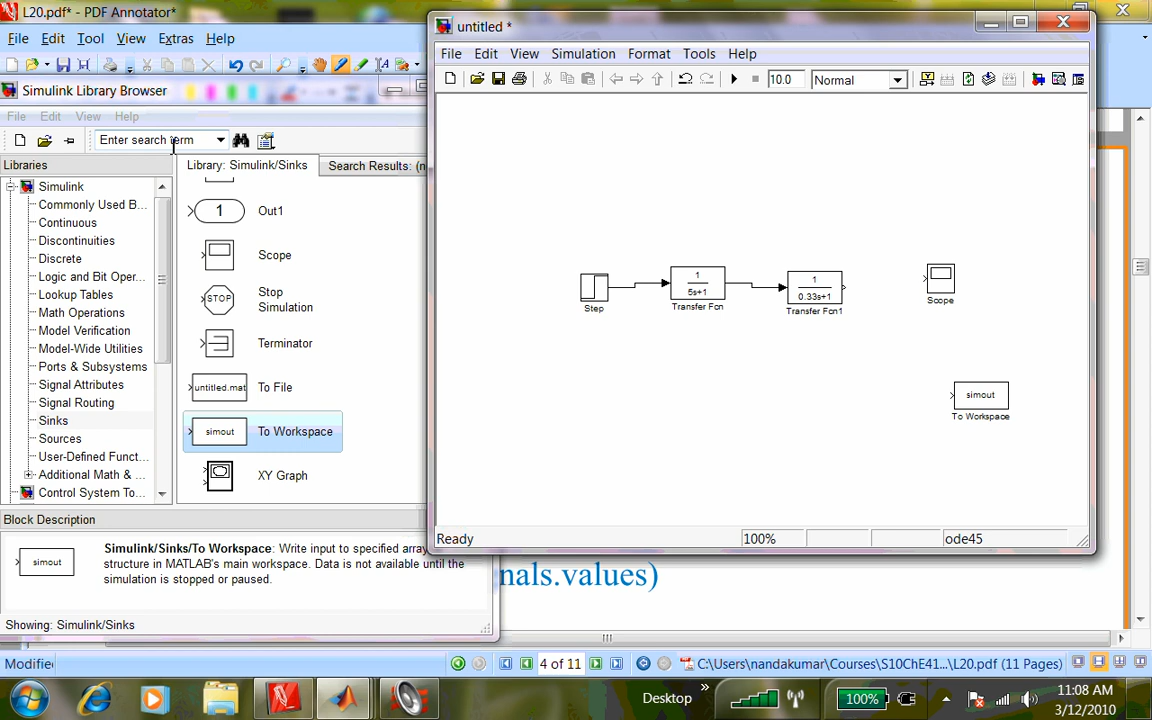 L20.pdf* - PDF Annotator*
File Edit Tool View Extras Help
Simulink Library Browser
File Edit View Help
Enter search term
Libraries
Library: Simulink/Sinks
Search Results: (n
Simulink
Commonly Used B...
Continuous
Discontinuities
Discrete
Logic and Bit Oper...
Lookup Tables
Math Operations
Model Verification
Model-Wide Utilities
Ports & Subsystems
Signal Attributes
Signal Routing
Sinks
Sources
User-Defined Funct...
Additional Math & ...
Control System To...
1 Out1
Scope
STOP Stop
Simulation
Terminator
untitled.mat To File
simout To Workspace
XY Graph
Block Description
simout
Simulink/Sinks/To Workspace: Write input to specified array
structure in MATLAB's main workspace. Data is not available until the
simulation is stopped or paused.
Showing: Simulink/Sinks
untitled *
File Edit View Simulation Format Tools Help
10.0 Normal
Step
1
5s+1
Transfer Fcn
1
0.33s+1
Transfer Fcn1
Scope
simout
To Workspace
Ready 100% ode45
nals.values)
Modified
4 of 11
C:\Users\nandakumar\Courses\S10ChE41...\L20.pdf (11 Pages)
Desktop
100%
11:08 AM
3/12/2010